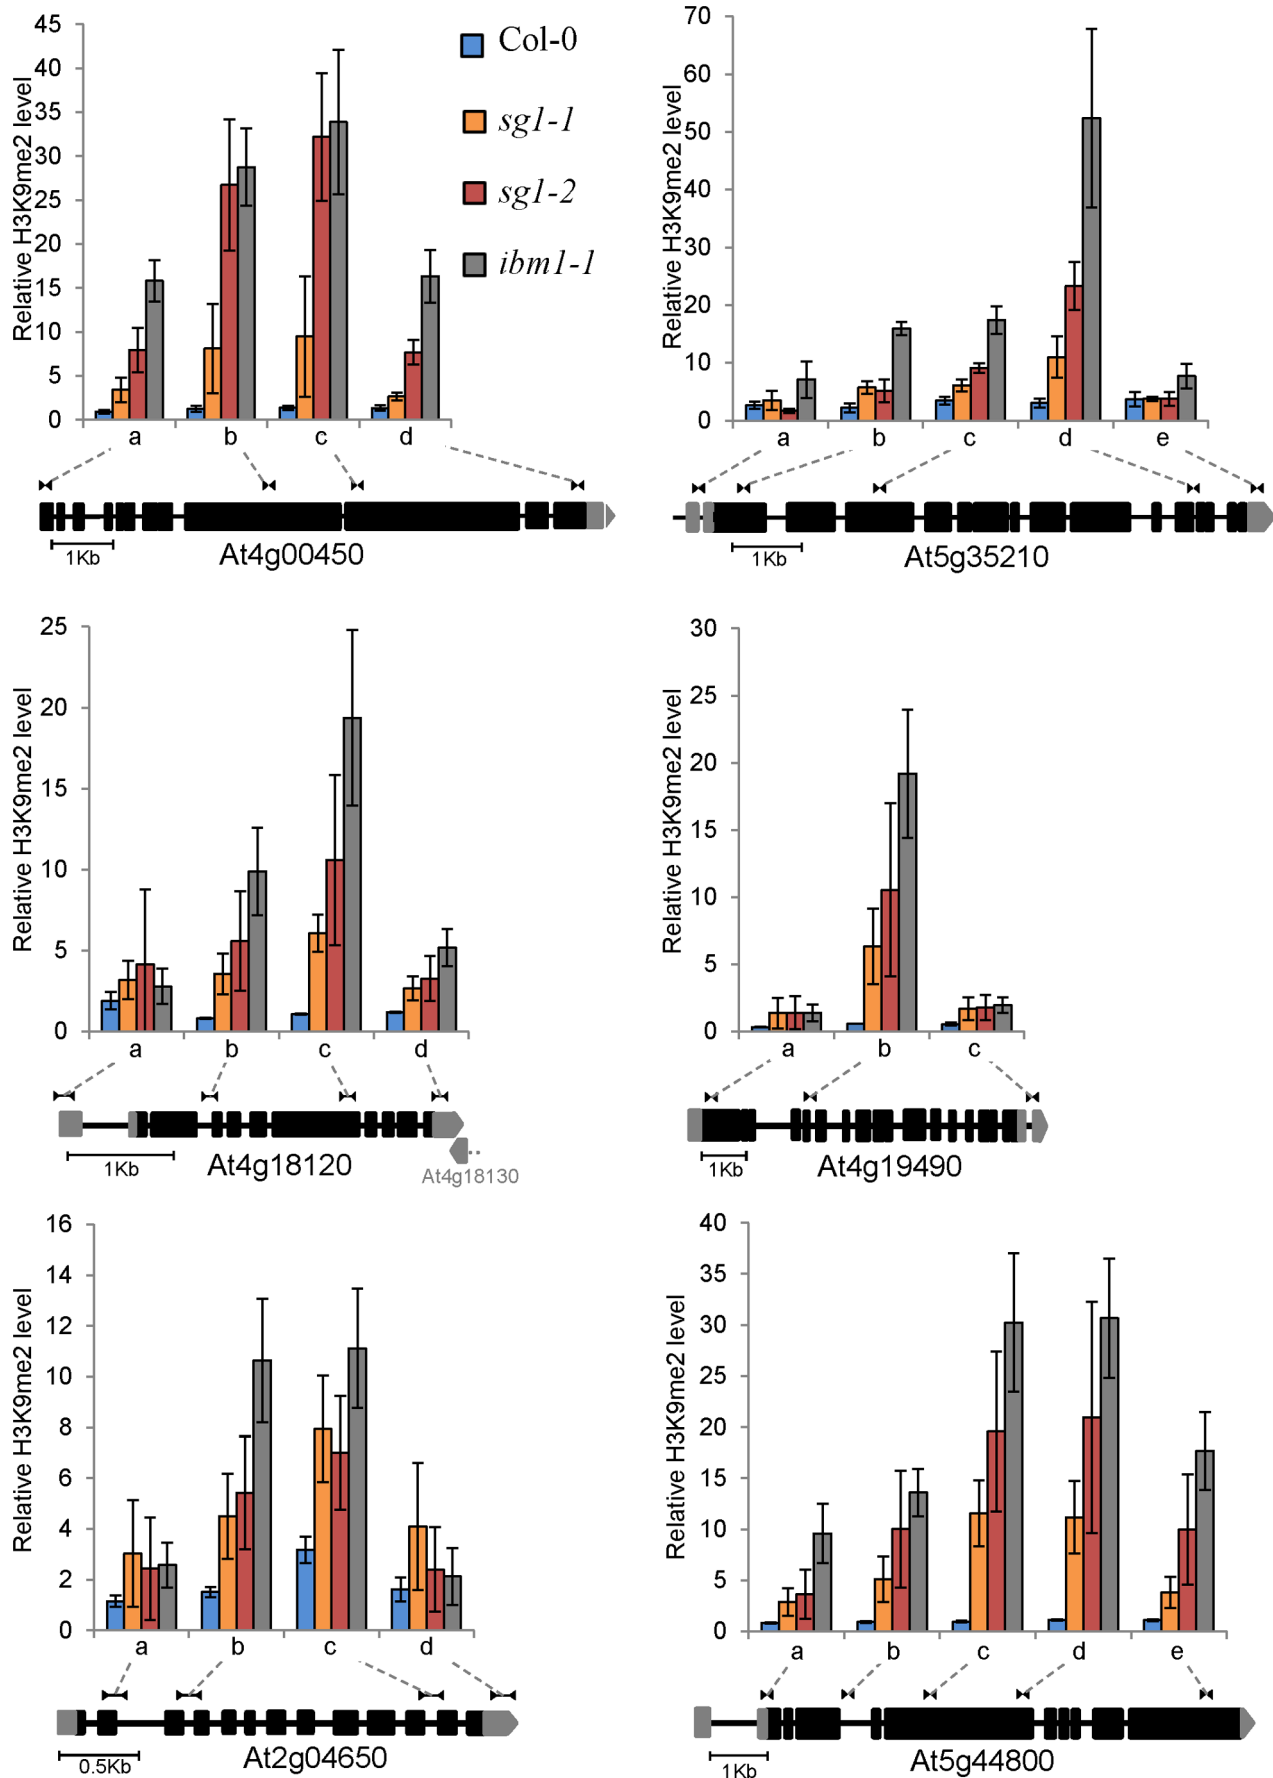 Relative H3K9me2 level
45
40
35
30
25
20
15
10
5
0
a b c d
Col-0
sg1-1
sg1-2
ibm1-1
1Kb
At4g00450
Relative H3K9me2 level
70
60
50
40
30
20
10
0
a b c d e
1Kb
At5g35210
Relative H3K9me2 level
25
20
15
10
5
0
a b c d
1Kb
At4g18120
At4g18130
Relative H3K9me2 level
30
25
20
15
10
5
0
a b c
1Kb
At4g19490
Relative H3K9me2 level
16
14
12
10
8
6
4
2
0
a b c d
0.5Kb
At2g04650
Relative H3K9me2 level
40
35
30
25
20
15
10
5
0
a b c d e
1Kb
At5g44800